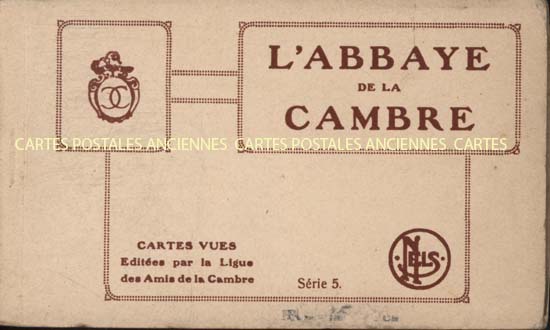 L'ABBAYE
DE LA
CAMBRE
CARTES POSTALES ANCIENNES CARTES POSTALES ANCIENNES CARTES
CARTES VUES
Editées par la Ligue
des Amis de la Cambre
Série 5.
NELS